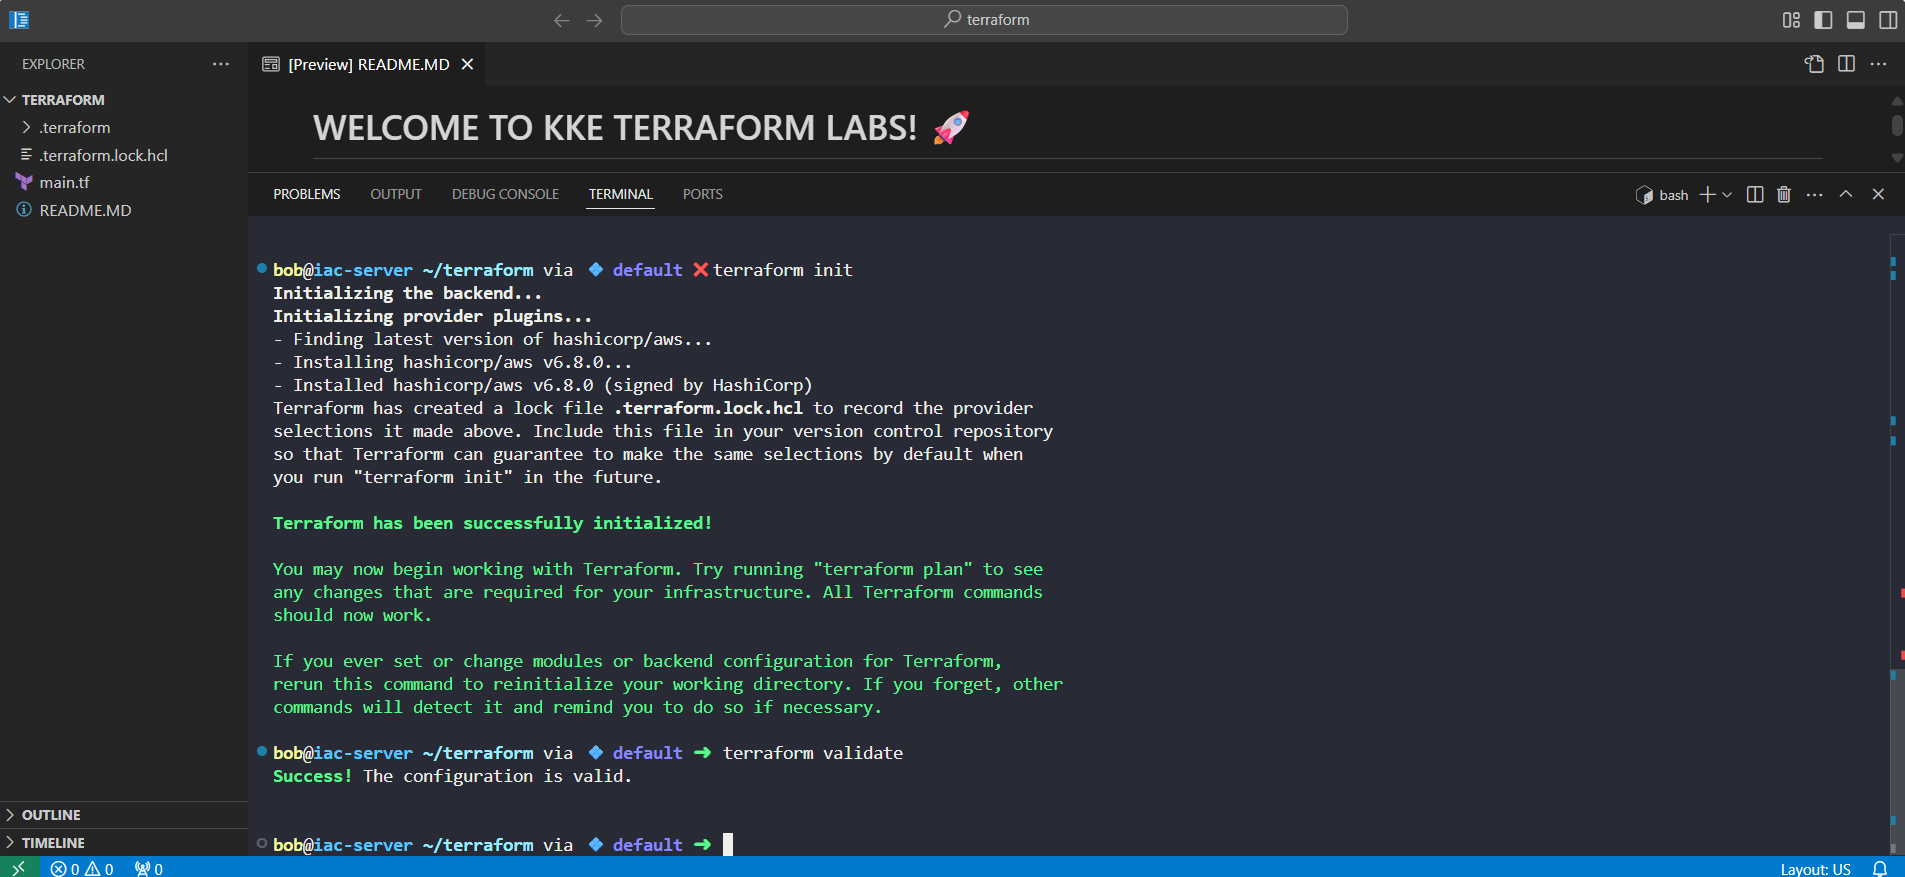 terraform
EXPLORER
[Preview] README.MD
TERRAFORM
.terraform
.terraform.lock.hcl
main.tf
README.MD
WELCOME TO KKE TERRAFORM LABS! 🚀
PROBLEMS OUTPUT DEBUG CONSOLE TERMINAL PORTS
bash
bob@iac-server ~/terraform via 🔹 default ❌terraform init
Initializing the backend...
Initializing provider plugins...
- Finding latest version of hashicorp/aws...
- Installing hashicorp/aws v6.8.0...
- Installed hashicorp/aws v6.8.0 (signed by HashiCorp)
Terraform has created a lock file .terraform.lock.hcl to record the provider
selections it made above. Include this file in your version control repository
so that Terraform can guarantee to make the same selections by default when
you run "terraform init" in the future.
Terraform has been successfully initialized!
You may now begin working with Terraform. Try running "terraform plan" to see
any changes that are required for your infrastructure. All Terraform commands
should now work.
If you ever set or change modules or backend configuration for Terraform,
rerun this command to reinitialize your working directory. If you forget, other
commands will detect it and remind you to do so if necessary.
bob@iac-server ~/terraform via 🔹 default ➜ terraform validate
Success! The configuration is valid.
bob@iac-server ~/terraform via 🔹 default ➜
OUTLINE
TIMELINE
0 0 0
Layout: US